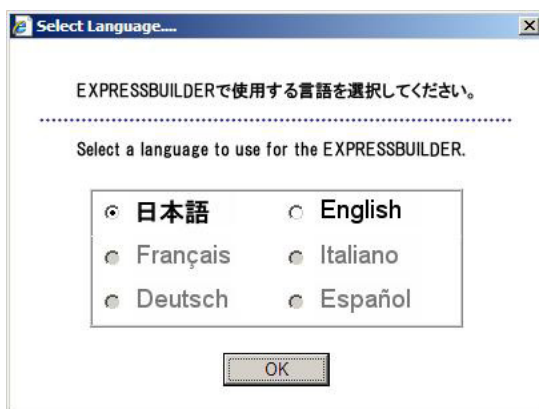 Select Language....
EXPRESSBUILDERで使用する言語を選択してください。
Select a language to use for the EXPRESSBUILDER.
日本語 English
Français Italiano
Deutsch Español
OK